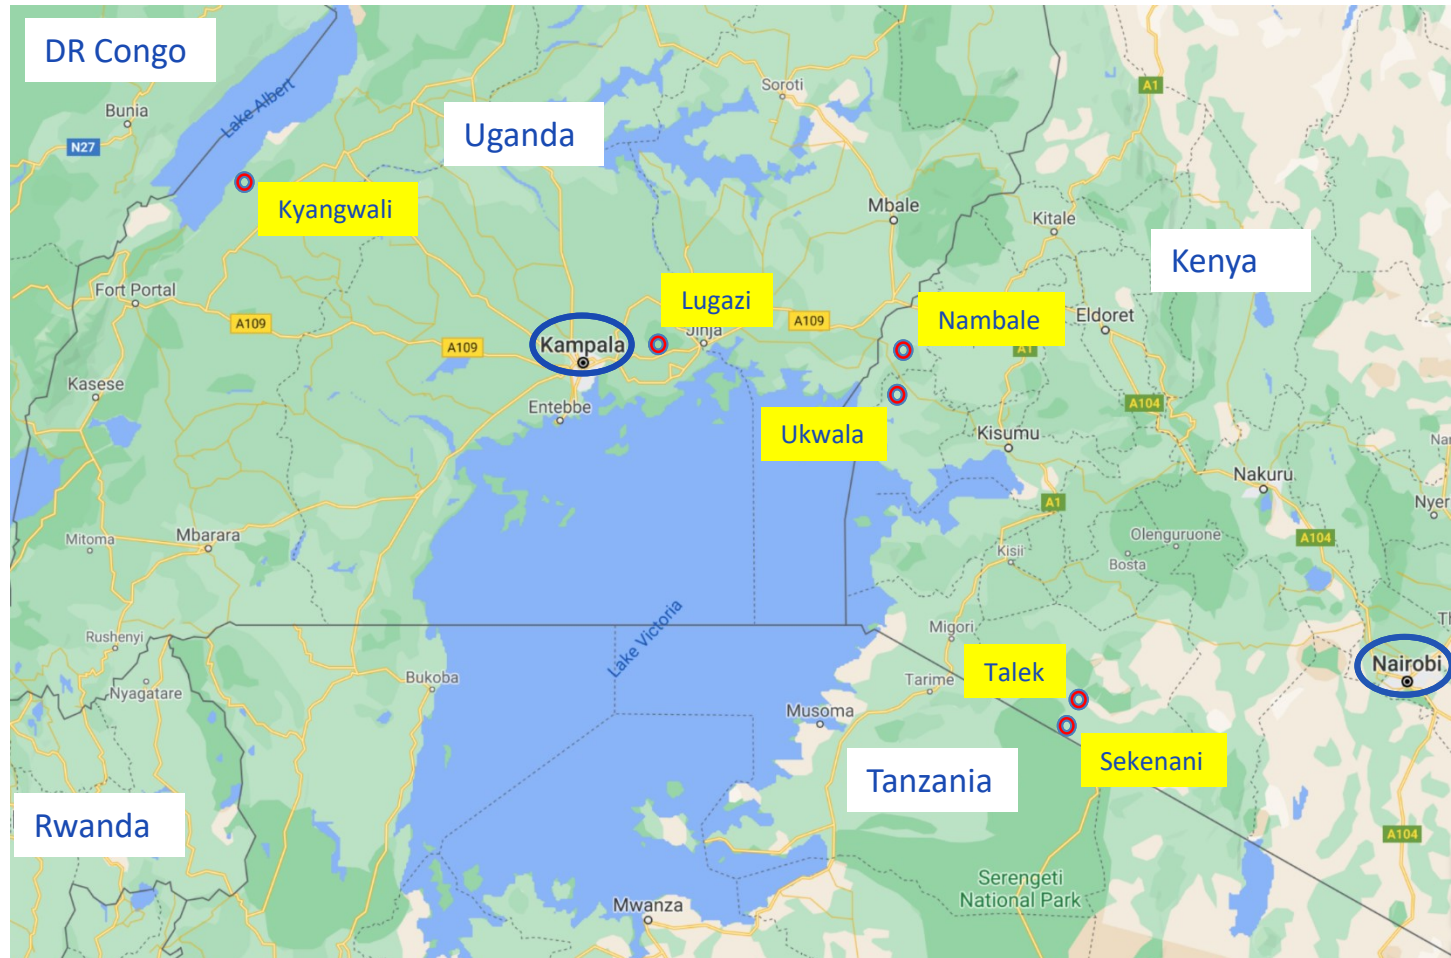 DR Congo
Bunia
N27
Lake Albert
Uganda
Soroti
A1
Kyangwali
Mbale
Kitale
Kenya
Fort Portal
A109
Lugazi
A109
Nambale
Eldoret
Kampala
A109
Jinja
A1
Kasese
Entebbe
Ukwala
A104
Kisumu
Nakuru
A1
Mbarara
Mitoma
Kisii
Olenguruone
Bosta
A104
Rushenyi
Nyagatare
Lake Victoria
Bukoba
Migori
Talek
Tarime
Nairobi
Musoma
Sekenani
Tanzania
Rwanda
A104
Serengeti
National Park
Mwanza